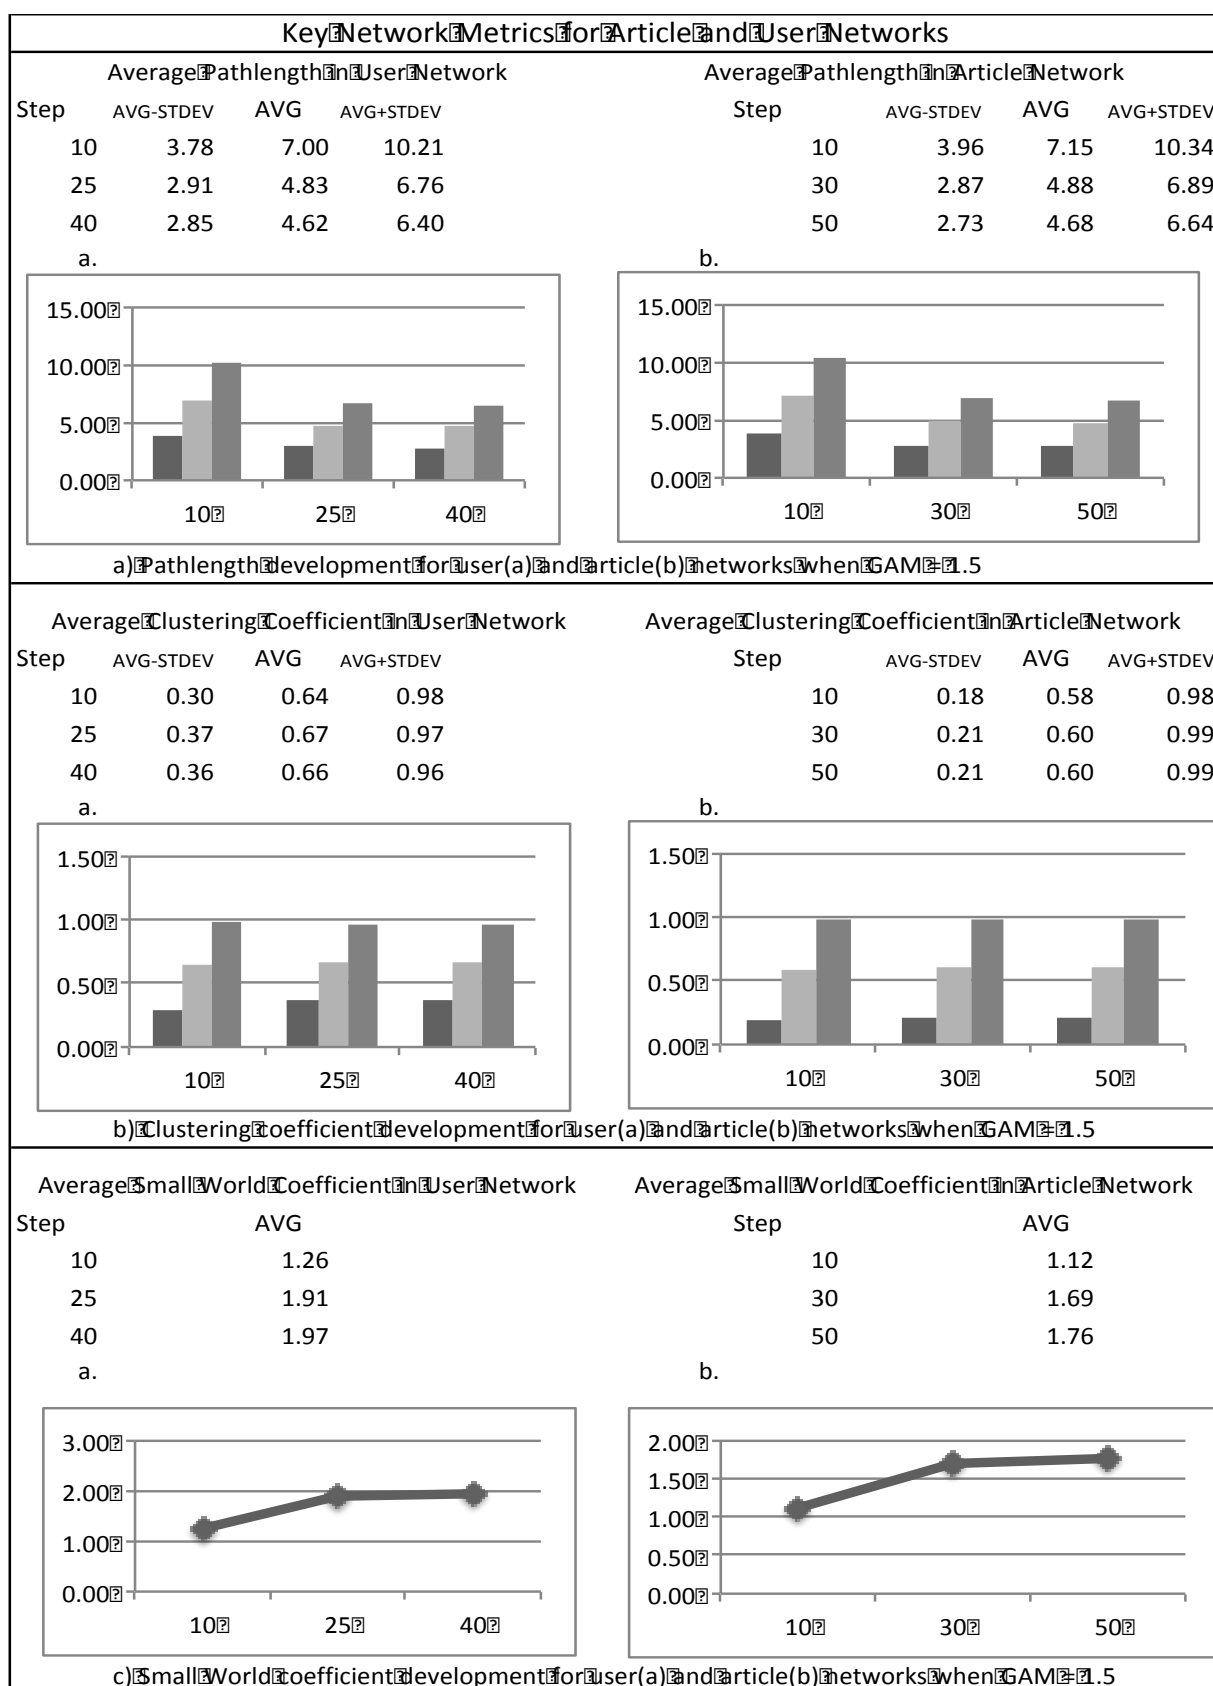 Key Network Metrics for Article and User Networks
Average Pathlength in User Network
Step AVG-STDEV AVG AVG+STDEV
10 3.78 7.00 10.21
25 2.91 4.83 6.76
40 2.85 4.62 6.40
a.
15.00
10.00
5.00
0.00
10 25 40
Average Pathlength in Article Network
Step AVG-STDEV AVG AVG+STDEV
10 3.96 7.15 10.34
30 2.87 4.88 6.89
50 2.73 4.68 6.64
b.
15.00
10.00
5.00
0.00
10 30 50
a) Pathlength development for user(a) and article(b) networks when GAM = 1.5
Average Clustering Coefficient in User Network
Step AVG-STDEV AVG AVG+STDEV
10 0.30 0.64 0.98
25 0.37 0.67 0.97
40 0.36 0.66 0.96
a.
1.50
1.00
0.50
0.00
10 25 40
Average Clustering Coefficient in Article Network
Step AVG-STDEV AVG AVG+STDEV
10 0.18 0.58 0.98
30 0.21 0.60 0.99
50 0.21 0.60 0.99
b.
1.50
1.00
0.50
0.00
10 30 50
b) Clustering coefficient development for user(a) and article(b) networks when GAM = 1.5
Average Small World Coefficient in User Network
Step AVG
10 1.26
25 1.91
40 1.97
a.
3.00
2.00
1.00
0.00
10 25 40
Average Small World Coefficient in Article Network
Step AVG
10 1.12
30 1.69
50 1.76
b.
2.00
1.50
1.00
0.50
0.00
10 30 50
c) Small World coefficient development for user(a) and article(b) networks when GAM = 1.5